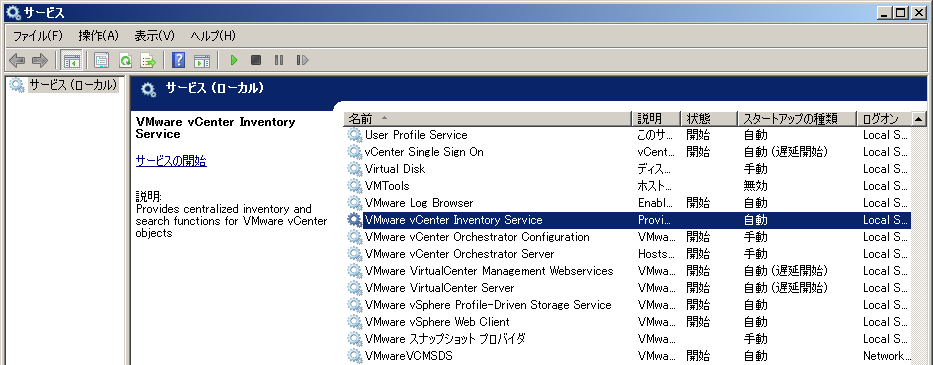 サービス
ファイル(F) 操作(A) 表示(V) ヘルプ(H)
サービス (ローカル)
サービス (ローカル)
VMware vCenter Inventory
Service
サービスの開始
説明:
Provides centralized inventory and
search functions for VMware vCenter
objects
名前 説明 状態 スタートアップの種類 ログオン
User Profile Service このサ... 開始 自動 Local S...
vCenter Single Sign On vCent... 開始 自動 (遅延開始) Local S...
Virtual Disk ディス... 手動 Local S...
VMTools ホスト... 無効 Local S...
VMware Log Browser Enabl... 開始 自動 Local S...
VMware vCenter Inventory Service Provi... 自動 Local S...
VMware vCenter Orchestrator Configuration VMwa... 開始 手動 Local S...
VMware vCenter Orchestrator Server Hosts... 開始 手動 Local S...
VMware VirtualCenter Management Webservices VMwa... 開始 自動 (遅延開始) Local S...
VMware VirtualCenter Server VMwa... 開始 自動 (遅延開始) Local S...
VMware vSphere Profile-Driven Storage Service VMwa... 開始 自動 Local S...
VMware vSphere Web Client VMwa... 開始 自動 Local S...
VMware スナップショット プロバイダ VMwa... 手動 Local S...
VMwareVCMSDS VMwa... 開始 自動 Network...